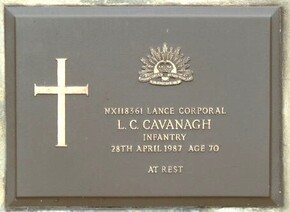 NX118361 LANCE CORPORAL
L. C. CAVANAGH
INFANTRY
28TH APRIL 1987 AGE 70
AT REST